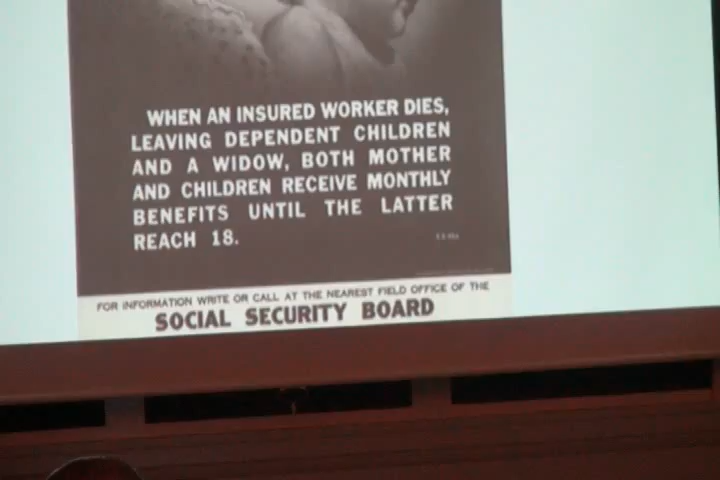 WHEN AN INSURED WORKER DIES,
LEAVING DEPENDENT CHILDREN
AND A WIDOW, BOTH MOTHER
AND CHILDREN RECEIVE MONTHLY
BENEFITS UNTIL THE LATTER
REACH 18.
FOR INFORMATION WRITE OR CALL AT THE NEAREST FIELD OFFICE OF THE
SOCIAL SECURITY BOARD